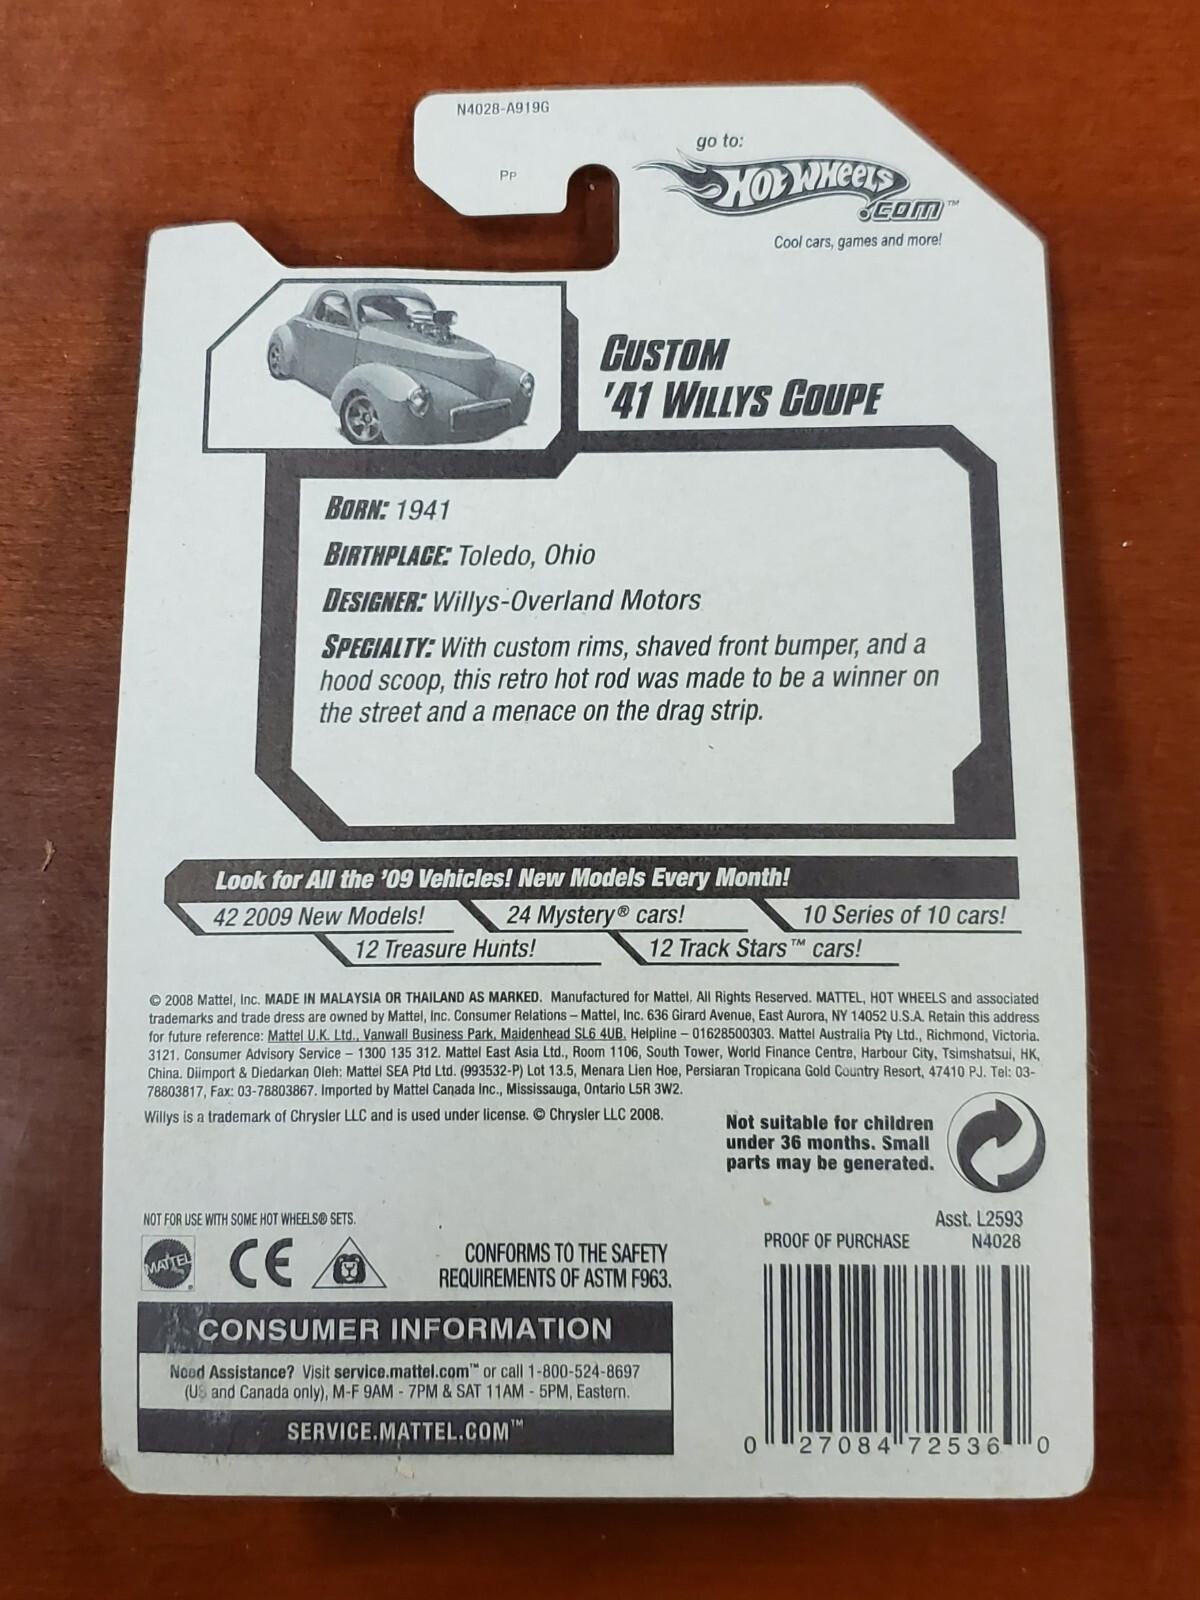 N4028-A919G
PP
go to:
HOT WHEELS
.COM™
Cool cars, games and more!
CUSTOM
'41 WILLYS COUPE
BORN: 1941
BIRTHPLACE: Toledo, Ohio
DESIGNER: Willys-Overland Motors
SPECIALTY: With custom rims, shaved front bumper, and a
hood scoop, this retro hot rod was made to be a winner on
the street and a menace on the drag strip.
Look for All the '09 Vehicles! New Models Every Month!
42 2009 New Models!
24 Mystery® cars!
10 Series of 10 cars!
12 Treasure Hunts!
12 Track Stars™ cars!
© 2008 Mattel, Inc. MADE IN MALAYSIA OR THAILAND AS MARKED. Manufactured for Mattel, All Rights Reserved. MATTEL, HOT WHEELS and associated
trademarks and trade dress are owned by Mattel, Inc. Consumer Relations – Mattel, Inc. 636 Girard Avenue, East Aurora, NY 14052 U.S.A. Retain this address
for future reference: Mattel U.K. Ltd., Vanwall Business Park, Maidenhead SL6 4UB. Helpline – 01628500303. Mattel Australia Pty Ltd., Richmond, Victoria.
3121. Consumer Advisory Service – 1300 135 312. Mattel East Asia Ltd., Room 1106, South Tower, World Finance Centre, Harbour City, Tsimshatsui, HK,
China. Diimport & Diedarkan Oleh: Mattel SEA Ptd Ltd. (993532-P) Lot 13.5, Menara Lien Hoe, Persiaran Tropicana Gold Country Resort, 47410 PJ. Tel: 03-
78803817, Fax: 03-78803867. Imported by Mattel Canada Inc., Mississauga, Ontario L5R 3W2.
Willys is a trademark of Chrysler LLC and is used under license. © Chrysler LLC 2008.
Not suitable for children
under 36 months. Small
parts may be generated.
NOT FOR USE WITH SOME HOT WHEELS® SETS.
Asst. L2593
PROOF OF PURCHASE N4028
MATTEL
CE
CONFORMS TO THE SAFETY
REQUIREMENTS OF ASTM F963.
CONSUMER INFORMATION
Need Assistance? Visit service.mattel.com™ or call 1-800-524-8697
(US and Canada only), M-F 9AM - 7PM & SAT 11AM - 5PM, Eastern.
SERVICE.MATTEL.COM™
0 27084 72536 0